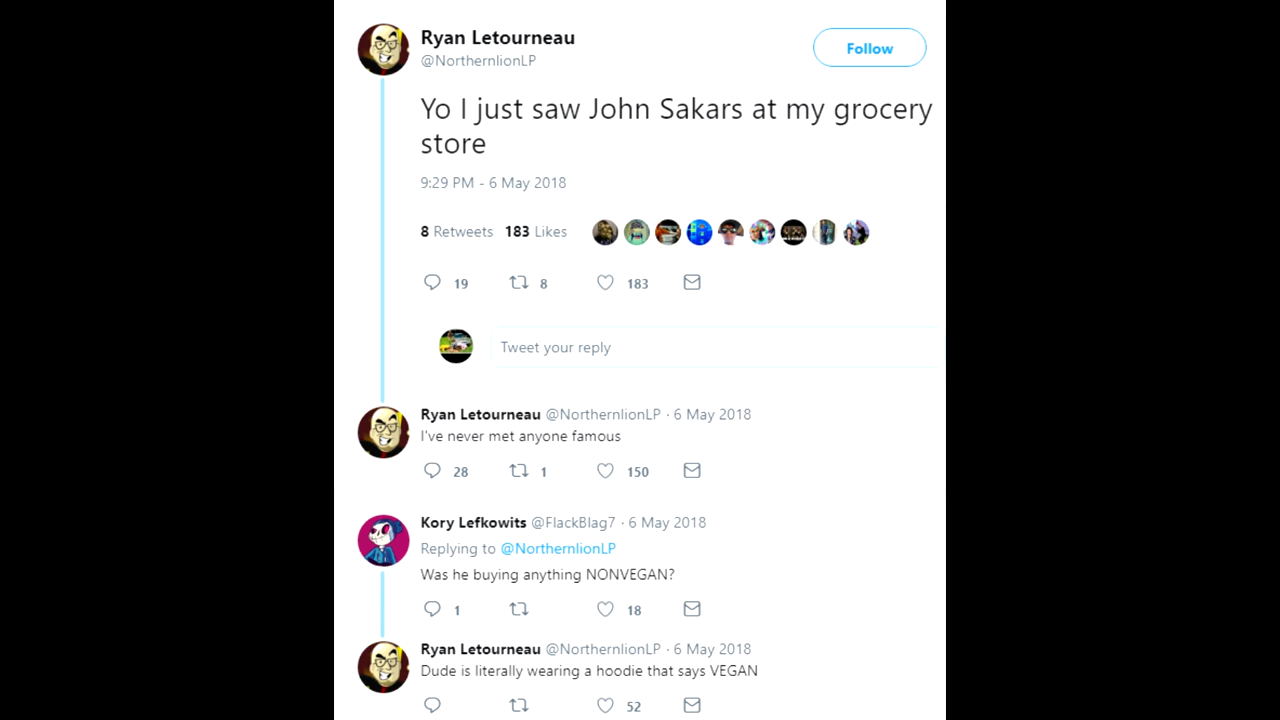 Ryan Letourneau
@NorthernlionLP
Follow
Yo I just saw John Sakars at my grocery
store
9:29 PM - 6 May 2018
8 Retweets 183 Likes
19 8 183
Tweet your reply
Ryan Letourneau @NorthernlionLP · 6 May 2018
I've never met anyone famous
28 1 150
Kory Lefkowits @FlackBlag7 · 6 May 2018
Replying to @NorthernlionLP
Was he buying anything NONVEGAN?
1 18
Ryan Letourneau @NorthernlionLP · 6 May 2018
Dude is literally wearing a hoodie that says VEGAN
52